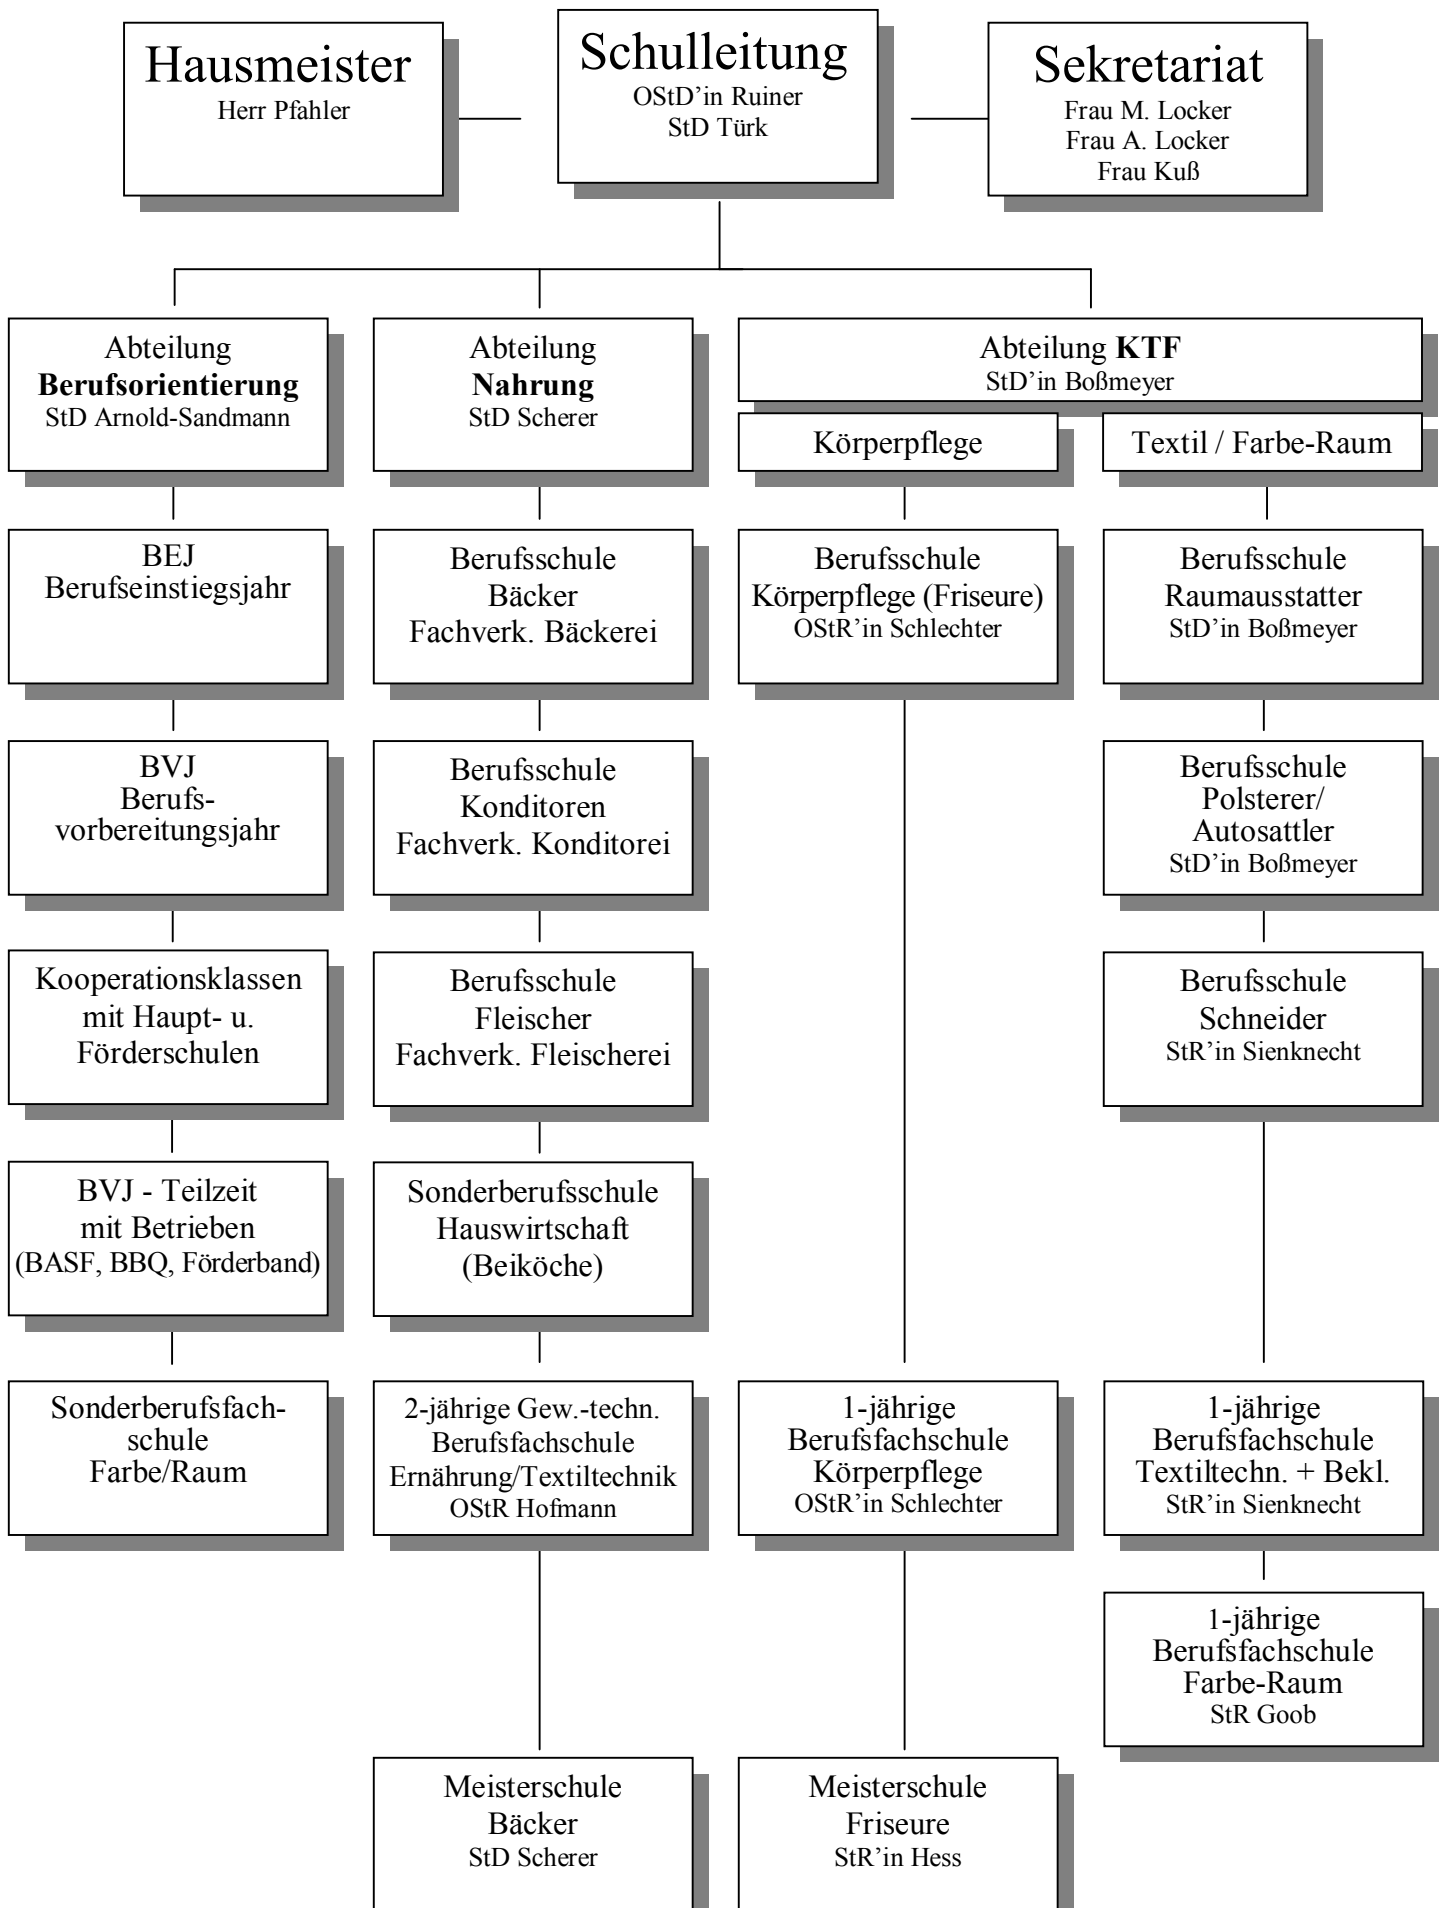 Hausmeister
Herr Pfahler
Schulleitung
OStD’in Ruiner
StD Türk
Sekretariat
Frau M. Locker
Frau A. Locker
Frau Kuß
Abteilung
Berufsorientierung
StD Arnold-Sandmann
Abteilung
Nahrung
StD Scherer
Abteilung KTF
StD’in Boßmeyer
Körperpflege
Textil / Farbe-Raum
BEJ
Berufseinstiegsjahr
Berufsschule
Bäcker
Fachverk. Bäckerei
Berufsschule
Körperpflege (Friseure)
OStR’in Schlechter
Berufsschule
Raumausstatter
StD’in Boßmeyer
BVJ
Berufs-
vorbereitungsjahr
Berufsschule
Konditoren
Fachverk. Konditorei
Berufsschule
Polsterer/
Autosattler
StD’in Boßmeyer
Kooperationsklassen
mit Haupt- u.
Förderschulen
Berufsschule
Fleischer
Fachverk. Fleischerei
Berufsschule
Schneider
StR’in Sienknecht
BVJ - Teilzeit
mit Betrieben
(BASF, BBQ, Förderband)
Sonderberufsschule
Hauswirtschaft
(Beiköche)
Sonderberufsfach-
schule
Farbe/Raum
2-jährige Gew.-techn.
Berufsfachschule
Ernährung/Textiltechnik
OStR Hofmann
1-jährige
Berufsfachschule
Körperpflege
OStR’in Schlechter
1-jährige
Berufsfachschule
Textiltechn. + Bekl.
StR’in Sienknecht
1-jährige
Berufsfachschule
Farbe-Raum
StR Goob
Meisterschule
Bäcker
StD Scherer
Meisterschule
Friseure
StR’in Hess